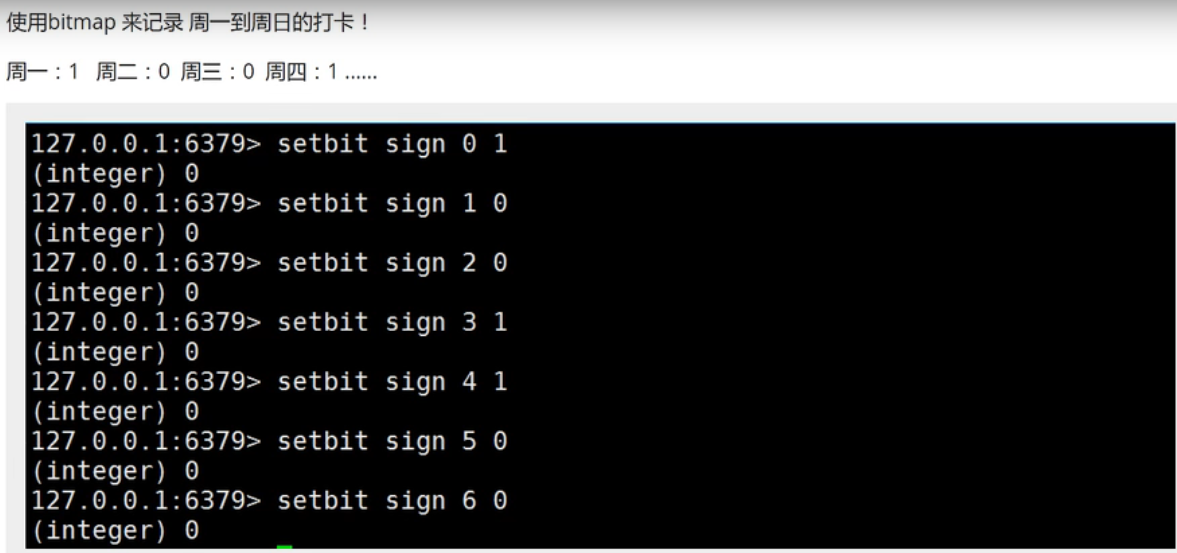 使用bitmap 来记录 周一到周日的打卡！
周一：1 周二：0 周三：0 周四：1 ......
127.0.0.1:6379> setbit sign 0 1
(integer) 0
127.0.0.1:6379> setbit sign 1 0
(integer) 0
127.0.0.1:6379> setbit sign 2 0
(integer) 0
127.0.0.1:6379> setbit sign 3 1
(integer) 0
127.0.0.1:6379> setbit sign 4 1
(integer) 0
127.0.0.1:6379> setbit sign 5 0
(integer) 0
127.0.0.1:6379> setbit sign 6 0
(integer) 0